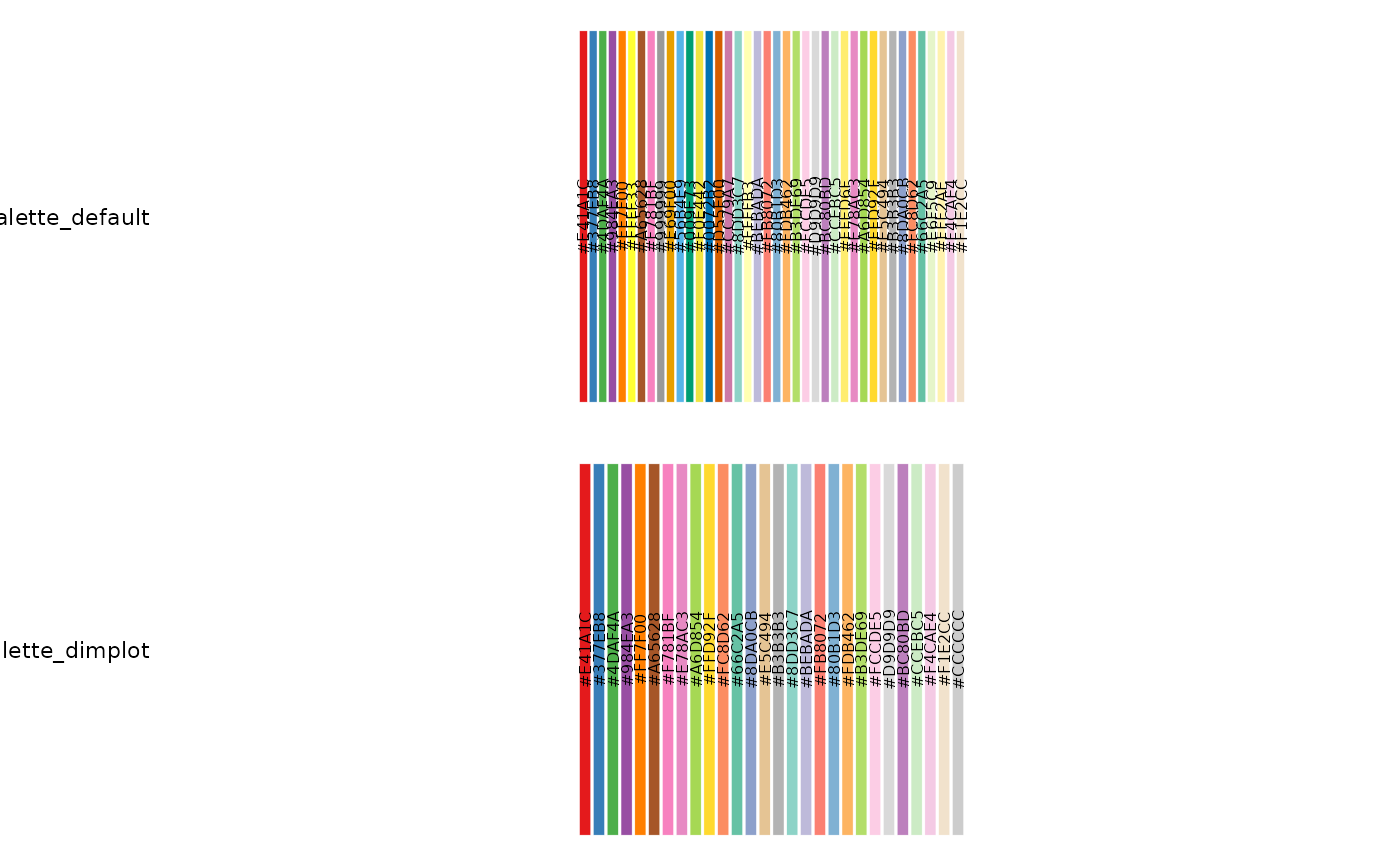 alette_default
#E41A1C
#377EB8
#4DAF4A
#984EA3
#FF7F00
#FFFF33
#A65628
#F781BF
#999999
#E69F00
#56B4E9
#009E73
#F0E442
#0072B2
#D55E00
#CC79A7
#8DD3C7
#FFFFB3
#BEBADA
#FB8072
#80B1D3
#FDB462
#B3DE69
#FCCDE5
#D9D9D9
#BC80BD
#CCEBC5
#FFED6F
#E78AC3
#A6D854
#FFD92F
#E5C494
#B3B3B3
#8DA0CB
#FC8D62
#66C2A5
#E6F5C9
#FFF2AE
#F4CAE4
#F1E2CC
lette_dimplot
#E41A1C
#377EB8
#4DAF4A
#984EA3
#FF7F00
#A65628
#F781BF
#E78AC3
#A6D854
#FFD92F
#FC8D62
#66C2A5
#8DA0CB
#E5C494
#B3B3B3
#8DD3C7
#BEBADA
#FB8072
#80B1D3
#FDB462
#B3DE69
#FCCDE5
#D9D9D9
#BC80BD
#CCEBC5
#F4CAE4
#F1E2CC
#CCCCCC